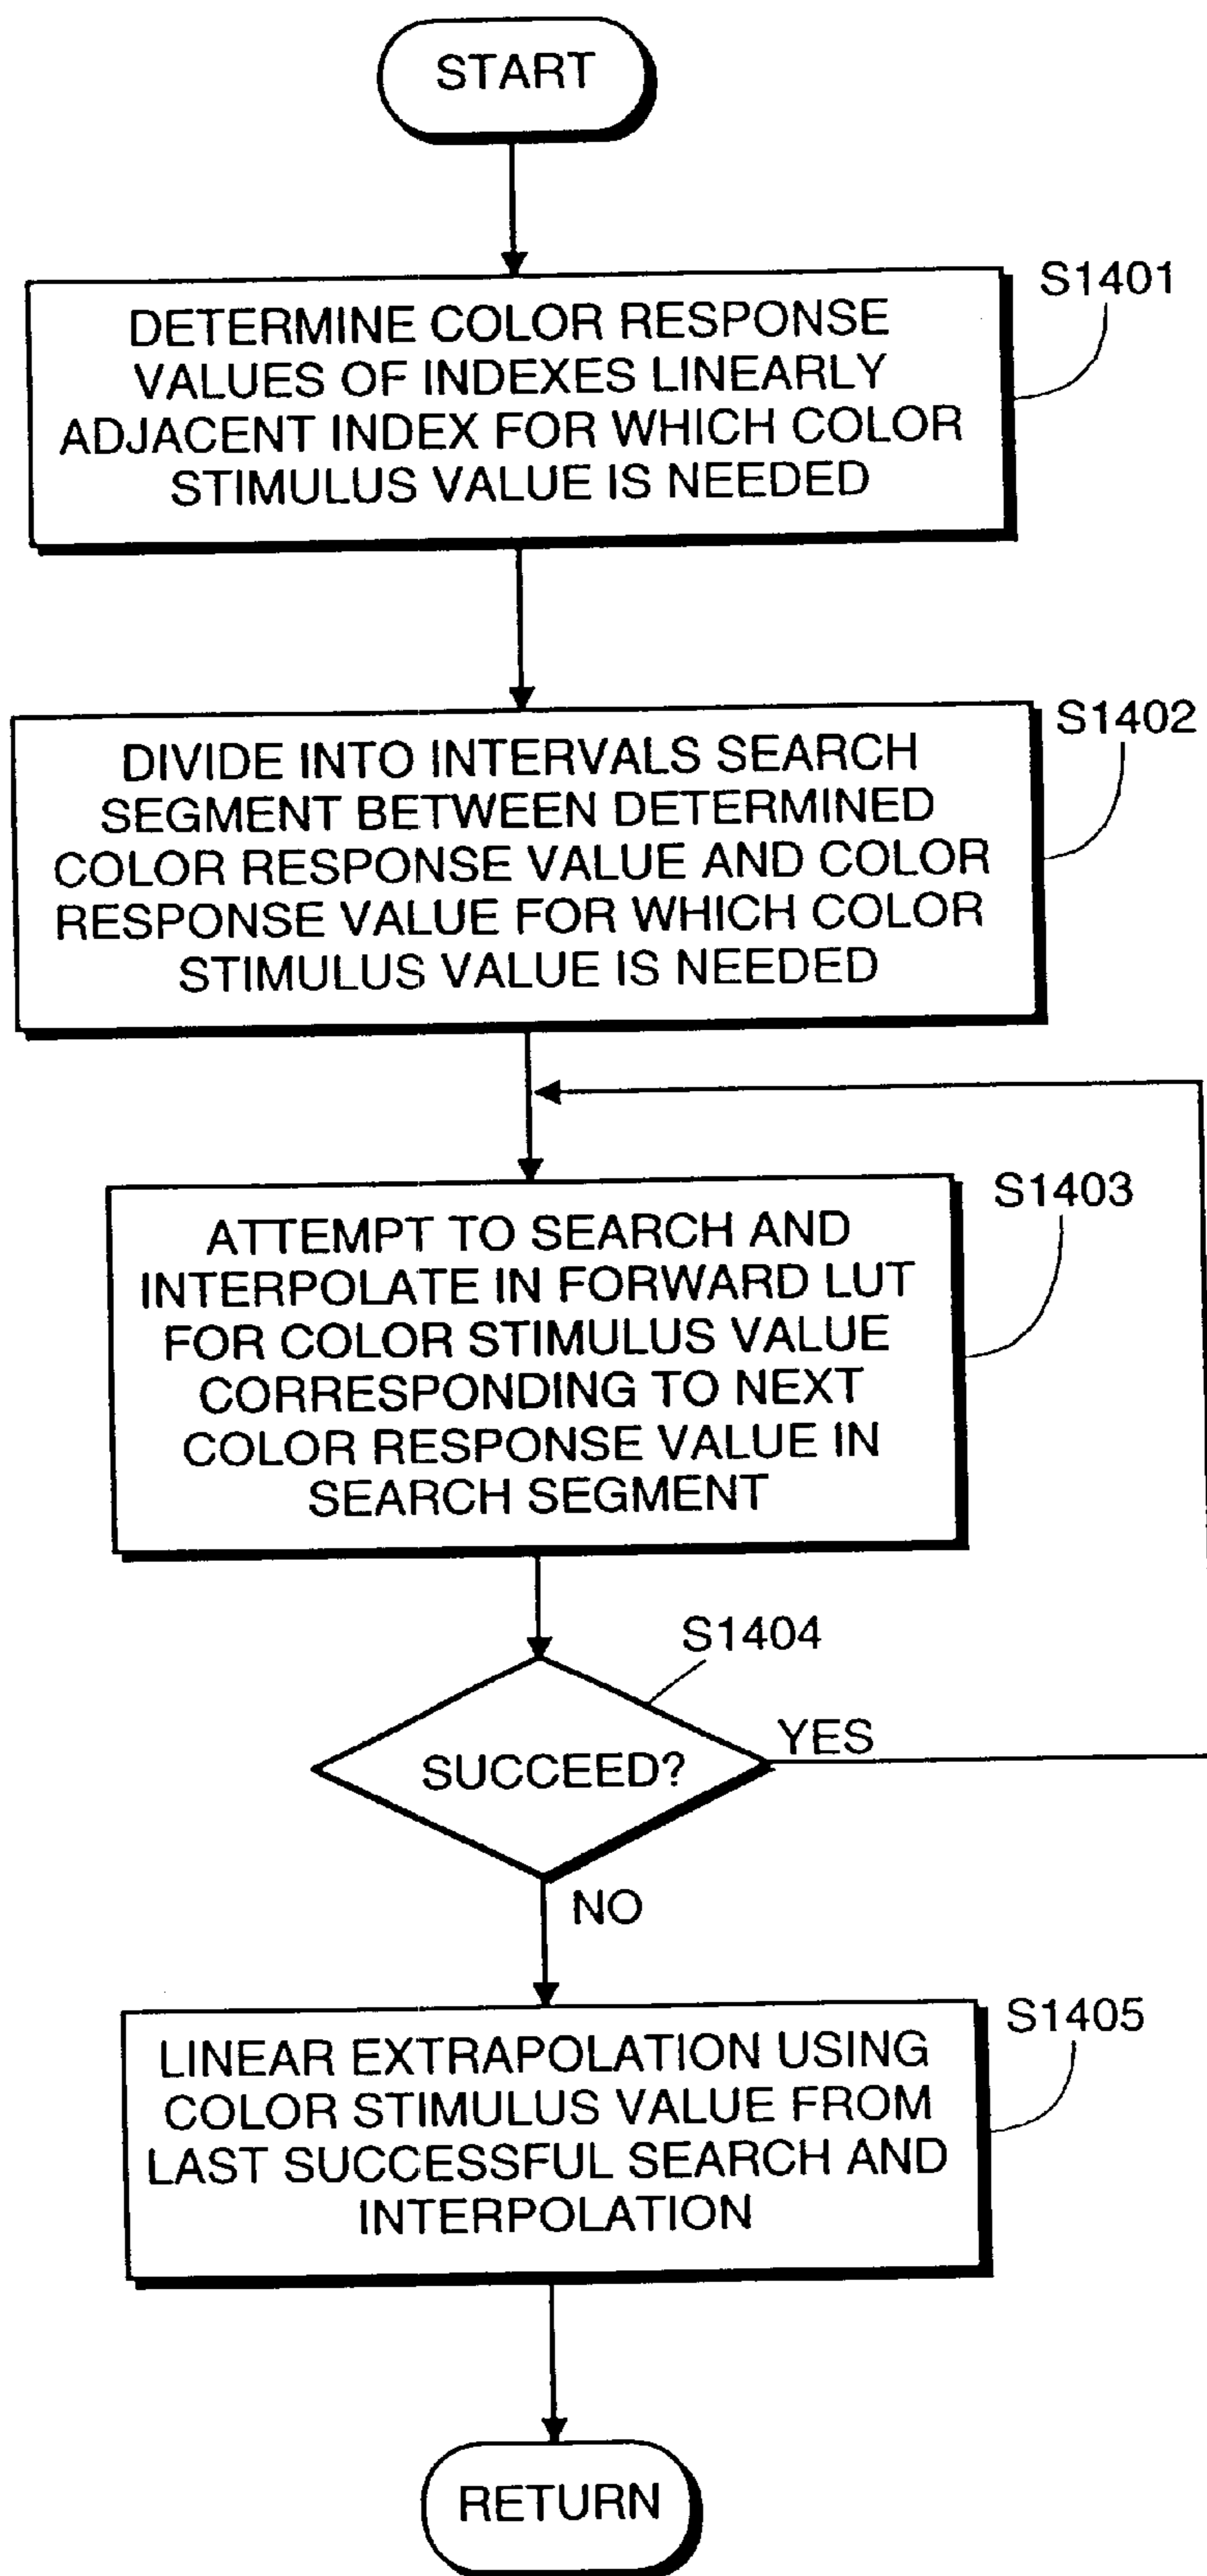 START
S1401
DETERMINE COLOR RESPONSE
VALUES OF INDEXES LINEARLY
ADJACENT INDEX FOR WHICH COLOR
STIMULUS VALUE IS NEEDED
S1402
DIVIDE INTO INTERVALS SEARCH
SEGMENT BETWEEN DETERMINED
COLOR RESPONSE VALUE AND COLOR
RESPONSE VALUE FOR WHICH COLOR
STIMULUS VALUE IS NEEDED
S1403
ATTEMPT TO SEARCH AND
INTERPOLATE IN FORWARD LUT
FOR COLOR STIMULUS VALUE
CORRESPONDING TO NEXT
COLOR RESPONSE VALUE IN
SEARCH SEGMENT
S1404
YES
SUCCEED?
NO
S1405
LINEAR EXTRAPOLATION USING
COLOR STIMULUS VALUE FROM
LAST SUCCESSFUL SEARCH AND
INTERPOLATION
RETURN